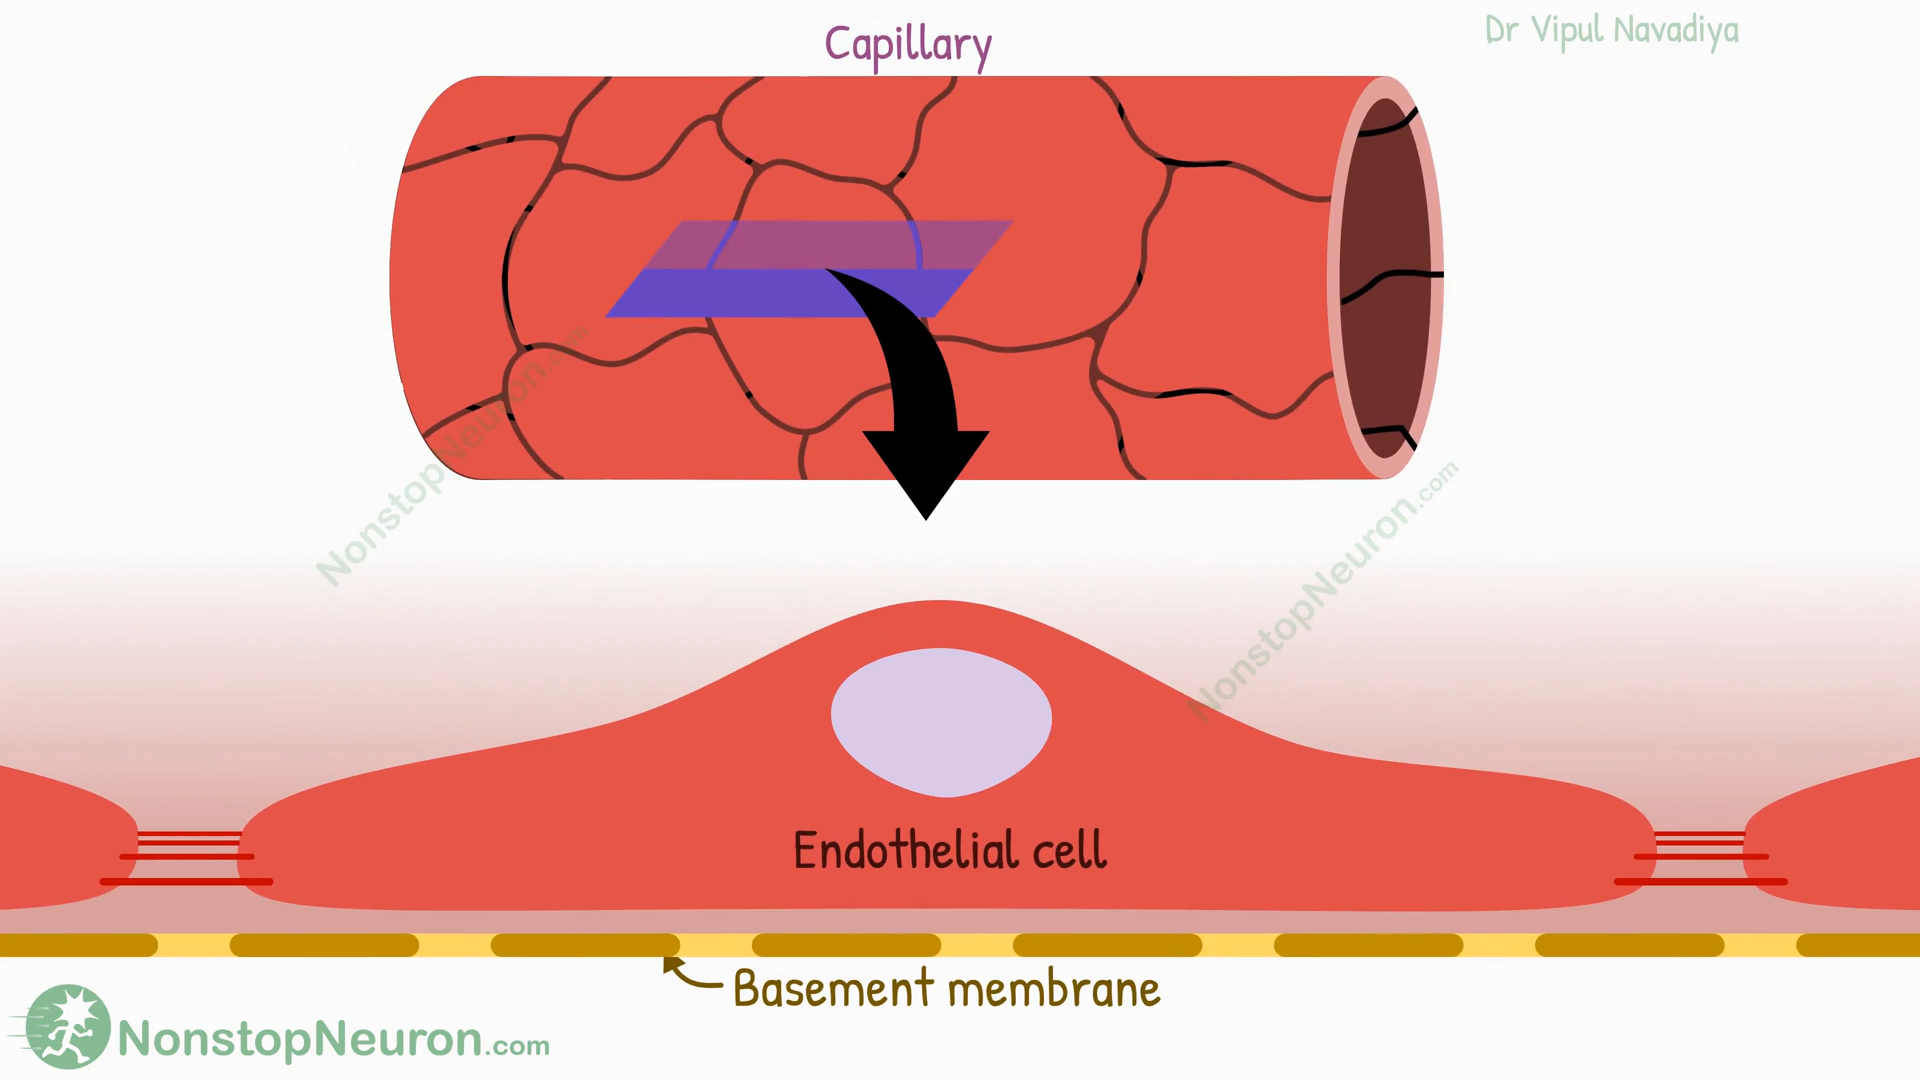 Capillary
Dr Vipul Navadiya
NonstopNeuron.com
NonstopNeuron.com
Endothelial cell
Basement membrane
NonstopNeuron.com